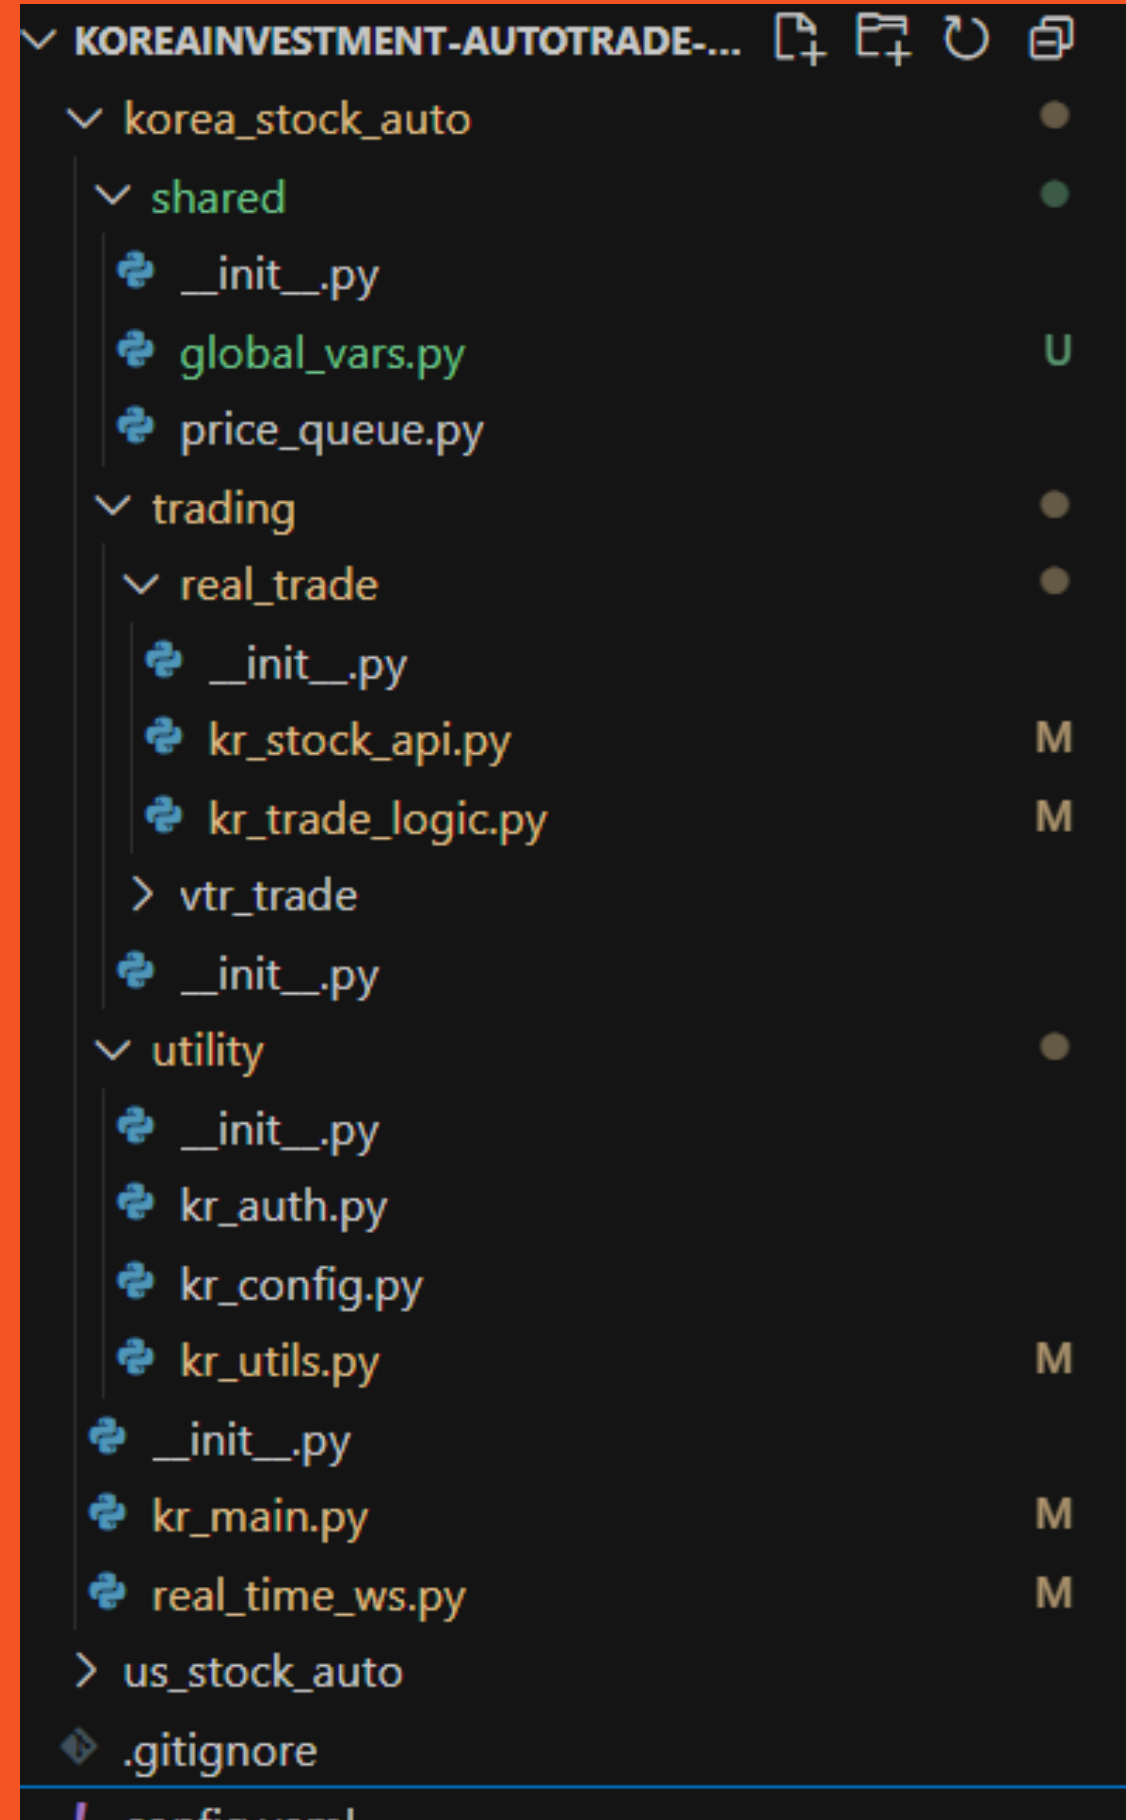 KOREAINVESTMENT-AUTOTRADE-...
korea_stock_auto
shared
__init__.py
global_vars.py U
price_queue.py
trading
real_trade
__init__.py
kr_stock_api.py M
kr_trade_logic.py M
vtr_trade
__init__.py
utility
__init__.py
kr_auth.py
kr_config.py
kr_utils.py M
__init__.py
kr_main.py M
real_time_ws.py M
us_stock_auto
.gitignore